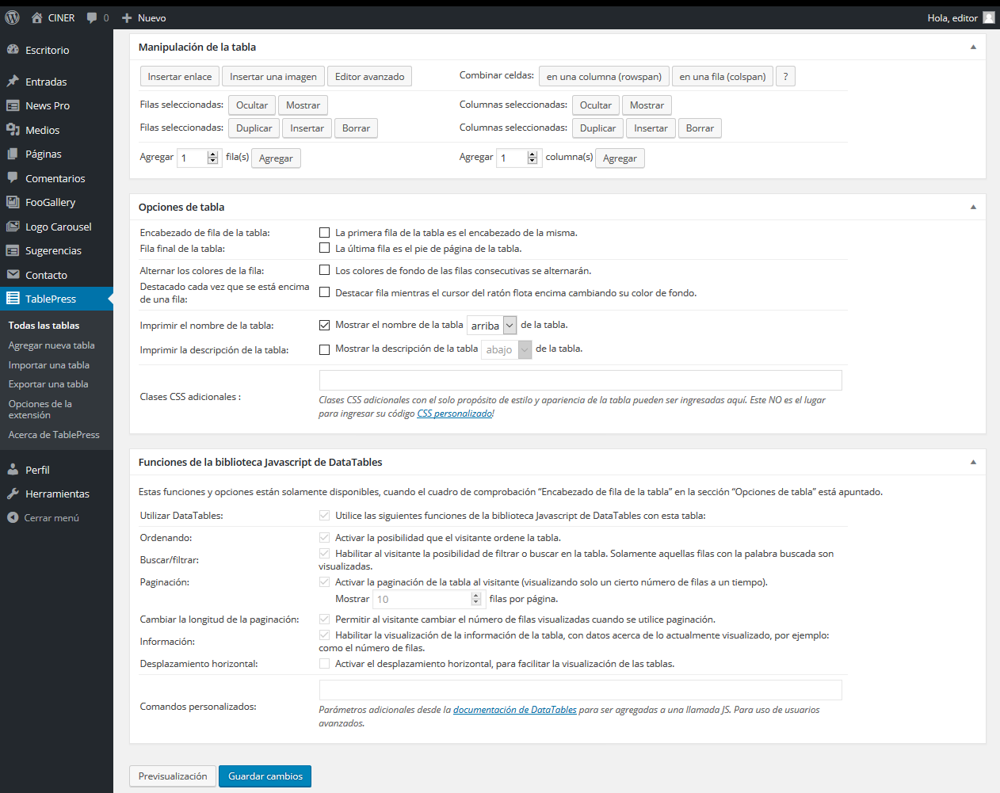 CINER 0 Nuevo Hola, editor
Escritorio
Entradas
News Pro
Medios
Páginas
Comentarios
FooGallery
Logo Carousel
Sugerencias
Contacto
TablePress
Todas las tablas
Agregar nueva tabla
Importar una tabla
Exportar una tabla
Opciones de la
extensión
Acerca de TablePress
Perfil
Herramientas
Cerrar menú
Manipulación de la tabla
Insertar enlace Insertar una imagen Editor avanzado Combinar celdas: en una columna (rowspan) en una fila (colspan) ?
Filas seleccionadas: Ocultar Mostrar Columnas seleccionadas: Ocultar Mostrar
Filas seleccionadas: Duplicar Insertar Borrar Columnas seleccionadas: Duplicar Insertar Borrar
Agregar 1 fila(s) Agregar Agregar 1 columna(s) Agregar
Opciones de tabla
Encabezado de fila de la tabla: La primera fila de la tabla es el encabezado de la misma.
Fila final de la tabla: La última fila es el pie de página de la tabla.
Alternar los colores de la fila: Los colores de fondo de las filas consecutivas se alternarán.
Destacado cada vez que se está encima
de una fila: Destacar fila mientras el cursor del ratón flota encima cambiando su color de fondo.
Imprimir el nombre de la tabla: Mostrar el nombre de la tabla arriba de la tabla.
Imprimir la descripción de la tabla: Mostrar la descripción de la tabla abajo de la tabla.
Clases CSS adicionales :
Clases CSS adicionales con el solo propósito de estilo y apariencia de la tabla pueden ser ingresadas aquí. Este NO es el lugar
para ingresar su código CSS personalizado!
Funciones de la biblioteca Javascript de DataTables
Estas funciones y opciones están solamente disponibles, cuando el cuadro de comprobación “Encabezado de fila de la tabla” en la sección “Opciones de tabla” está apuntado.
Utilizar DataTables: Utilice las siguientes funciones de la biblioteca Javascript de DataTables con esta tabla:
Ordenando: Activar la posibilidad que el visitante ordene la tabla.
Buscar/filtrar: Habilitar al visitante la posibilidad de filtrar o buscar en la tabla. Solamente aquellas filas con la palabra buscada son
visualizadas.
Paginación: Activar la paginación de la tabla al visitante (visualizando solo un cierto número de filas a un tiempo).
Mostrar 10 filas por página.
Cambiar la longitud de la paginación: Permitir al visitante cambiar el número de filas visualizadas cuando se utilice paginación.
Información: Habilitar la visualización de la información de la tabla, con datos acerca de lo actualmente visualizado, por ejemplo:
como el número de filas.
Desplazamiento horizontal: Activar el desplazamiento horizontal, para facilitar la visualización de las tablas.
Comandos personalizados:
Parámetros adicionales desde la documentación de DataTables para ser agregadas a una llamada JS. Para uso de usuarios
avanzados.
Previsualización Guardar cambios